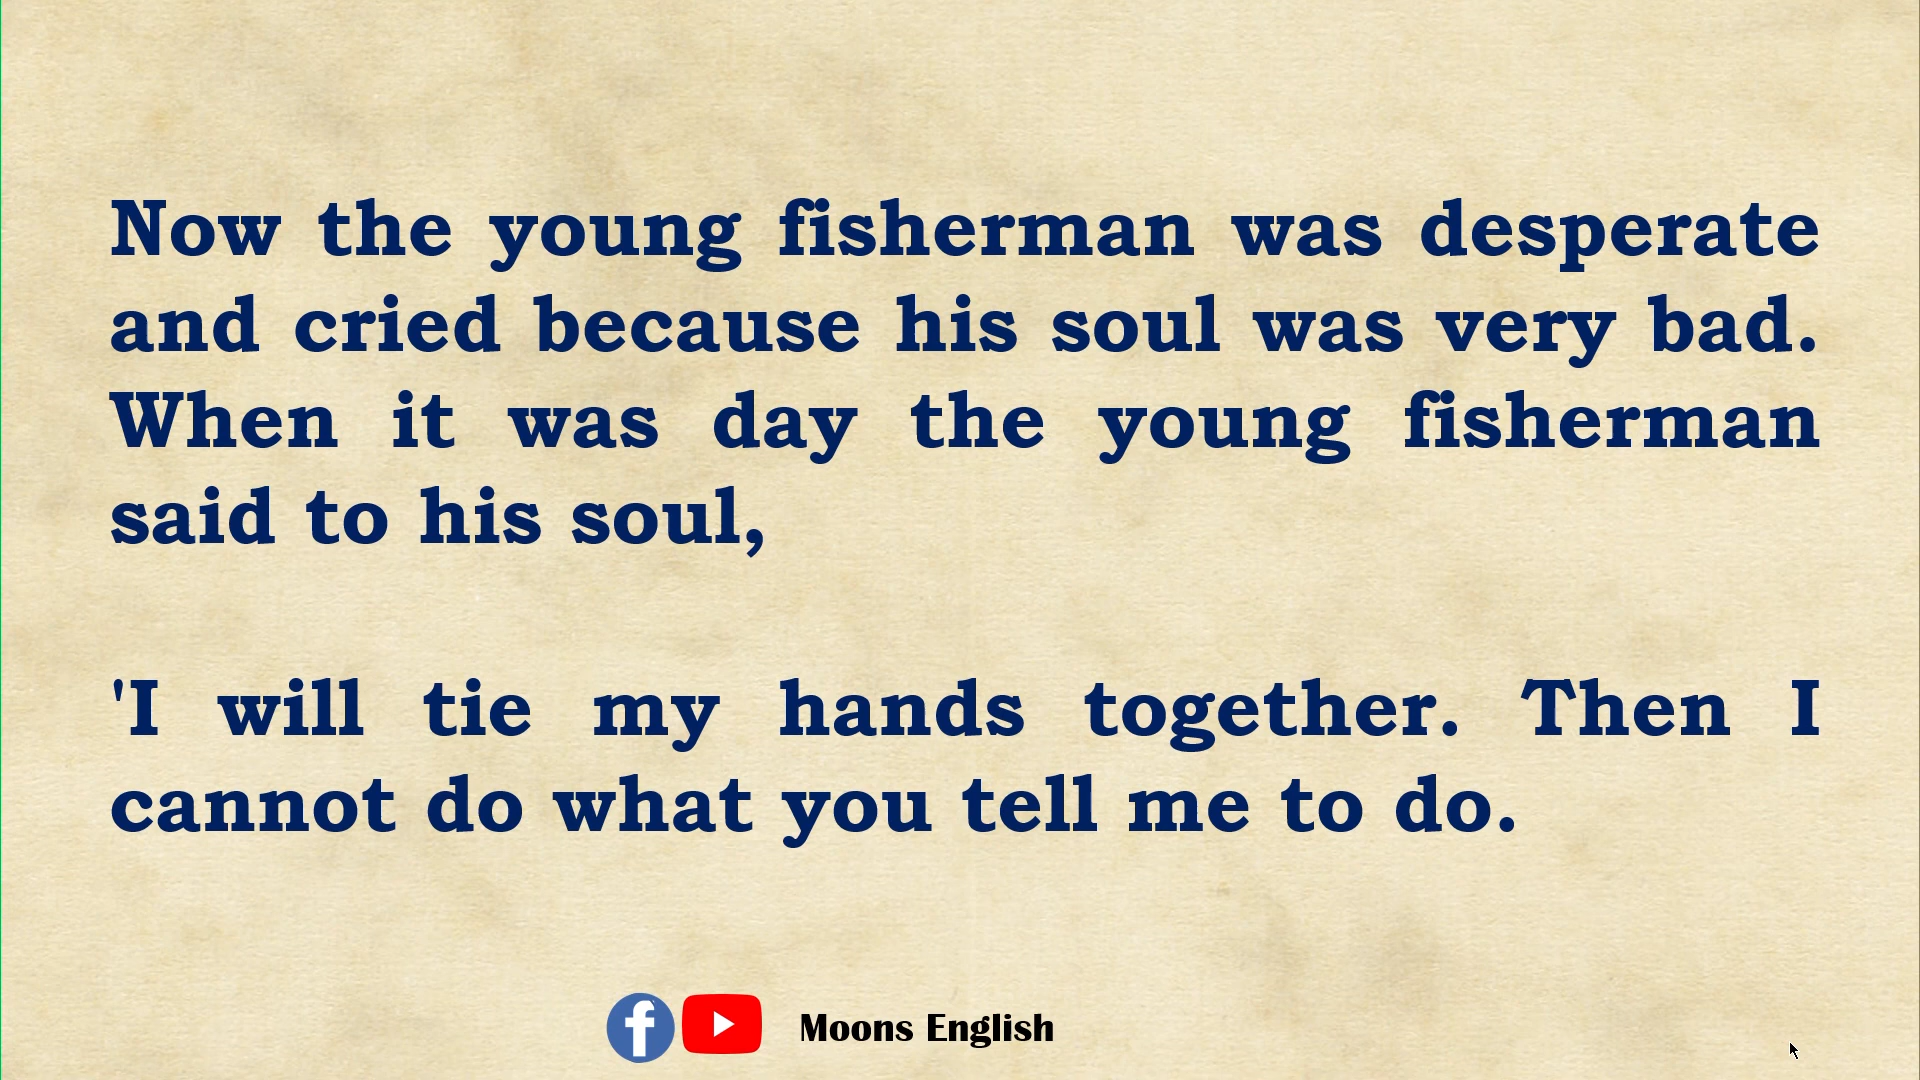 Now the young fisherman was desperate
and cried because his soul was very bad.
When it was day the young fisherman
said to his soul,
'I will tie my hands together. Then I
cannot do what you tell me to do.
Moons English